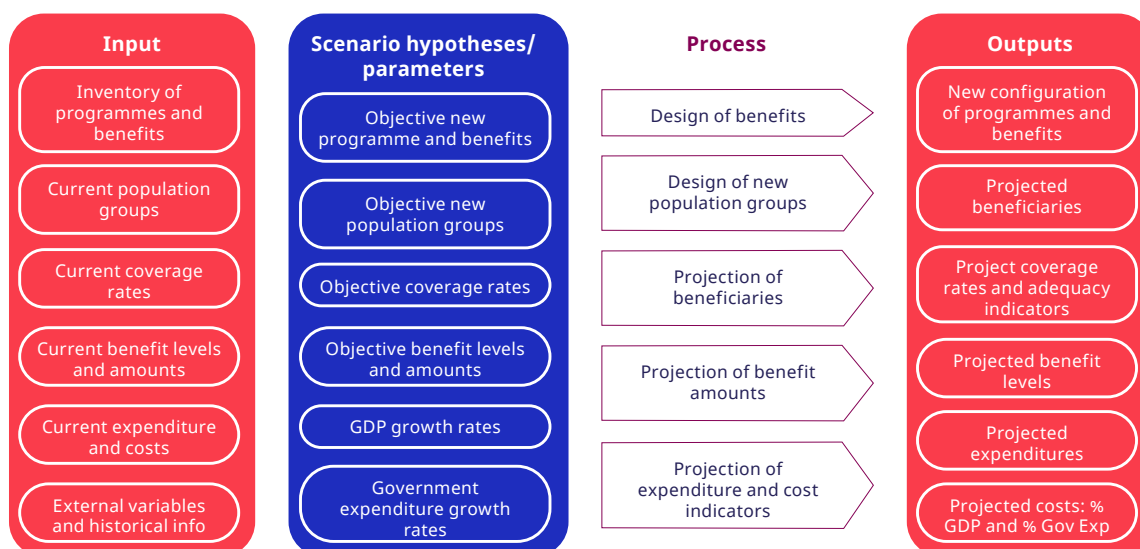 Input
Inventory of
programmes and
benefits
Current population
groups
Current coverage
rates
Current benefit levels
and amounts
Current expenditure
and costs
External variables
and historical info
Scenario hypotheses/
parameters
Objective new
programme and benefits
Objective new
population groups
Objective coverage rates
Objective benefit levels
and amounts
GDP growth rates
Government
expenditure growth
rates
Process
Design of benefits
Design of new
population groups
Projection of
beneficiaries
Projection of benefit
amounts
Projection of
expenditure and cost
indicators
Outputs
New configuration
of programmes and
benefits
Projected
beneficiaries
Project coverage
rates and adequacy
indicators
Projected benefit
levels
Projected
expenditures
Projected costs: %
GDP and % Gov Exp